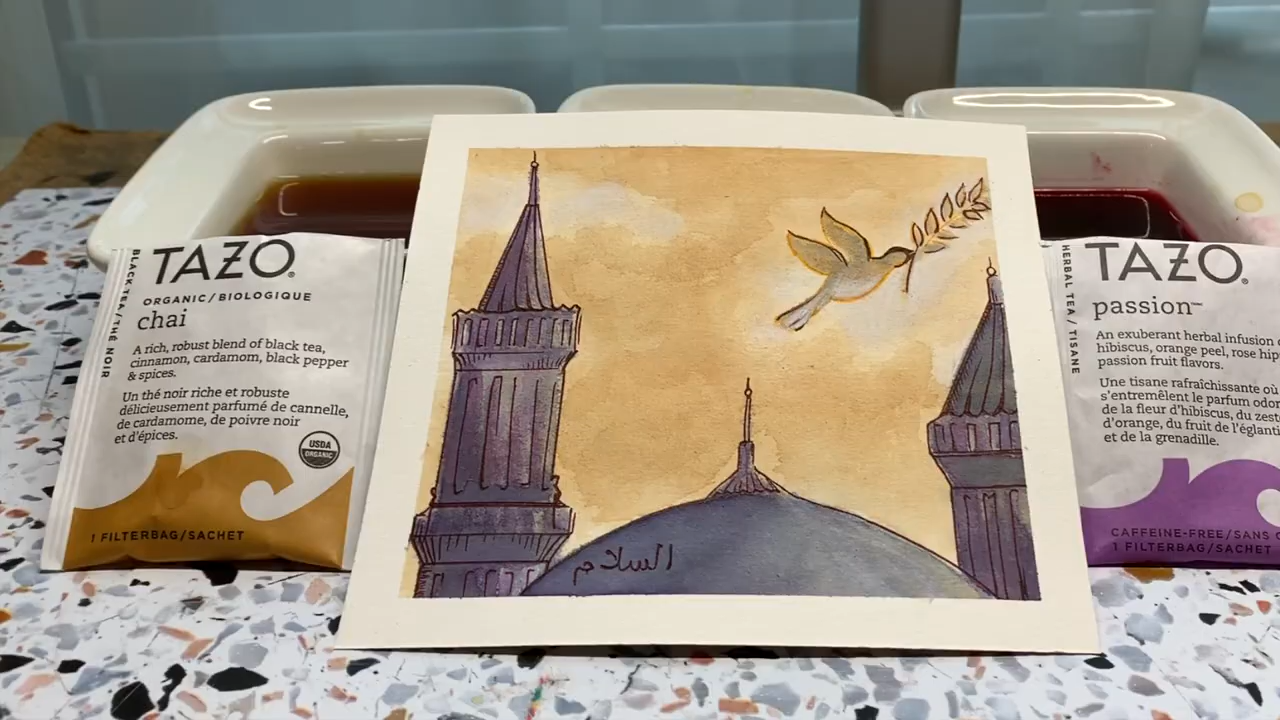 TAZO®
ORGANIC/BIOLOGIQUE
chai
BLACK TEA/THÉ NOIR
A rich, robust blend of black tea,
cinnamon, cardamom, black pepper
& spices.
Un thé noir riche et robuste
délicieusement parfumé de cannelle,
de cardamome, de poivre noir
et d'épices.
USDA
ORGANIC
1 FILTERBAG/SACHET
السلام
TAZO®
passion™
HERBAL TEA / TISANE
An exuberant herbal infusion
hibiscus, orange peel, rose hip
passion fruit flavors.
Une tisane rafraîchissante où
s'entremêlent le parfum
de la fleur d'hibiscus, du
d'orange, du fruit de
et de la grenadille.
CAFFEINE-FREE/SANS
1 FILTERBAG/SACHET